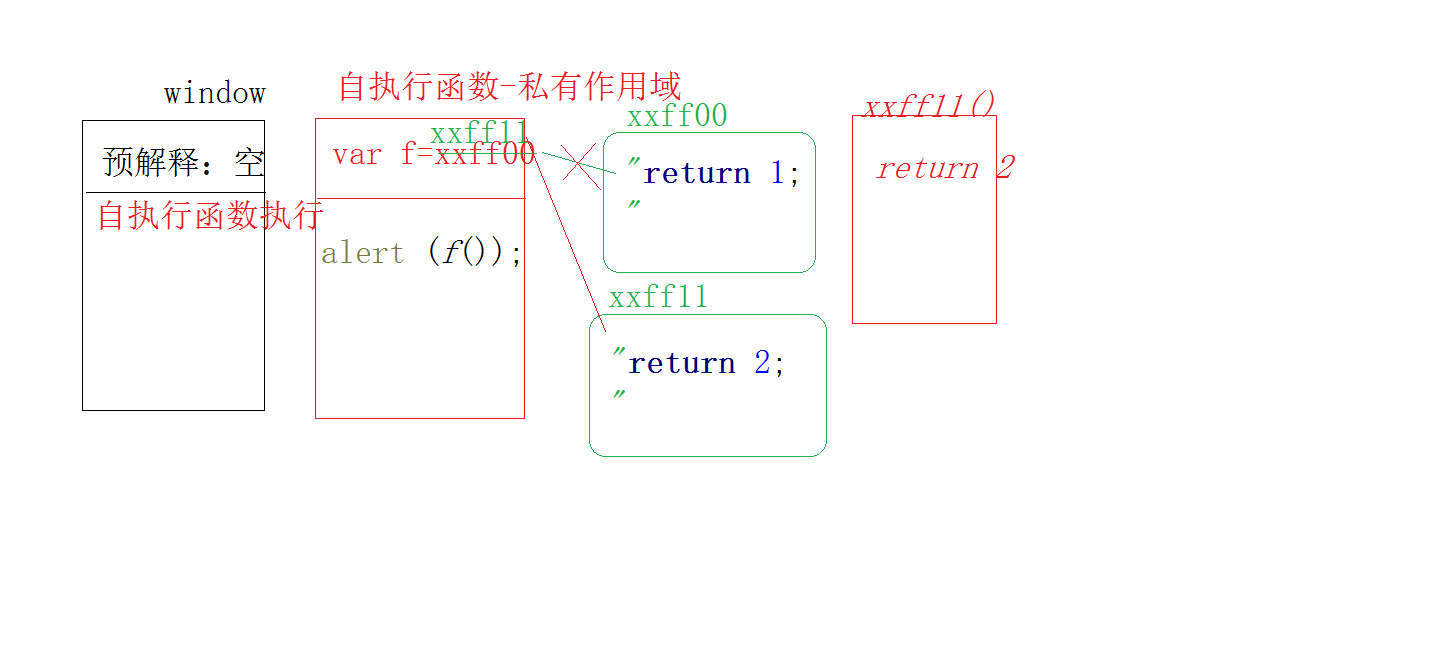 window
预解释：空
自执行函数执行
自执行函数-私有作用域
xxff11
var f=xxff00
alert (f());
xxff00
"return 1;
"
xxff11
"return 2;
"
xxff11()
return 2